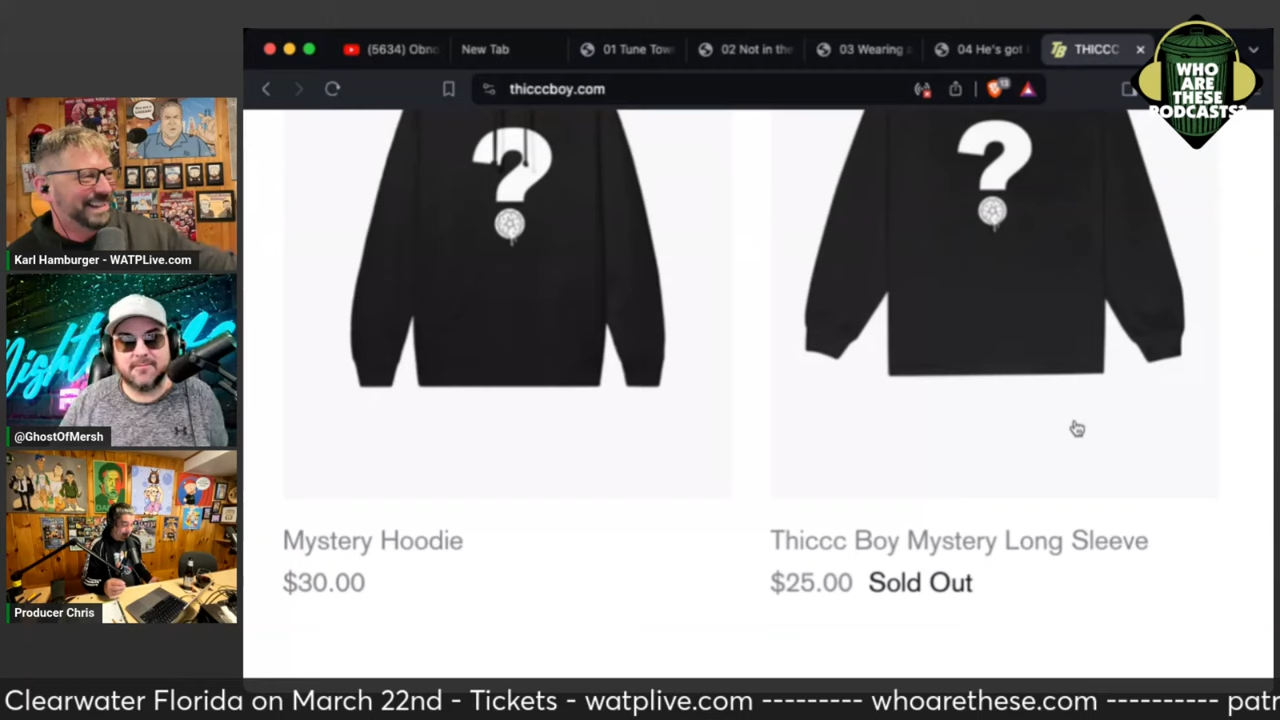 (5634) Obno
New Tab
01 Tune Tow
02 Not in the
03 Wearing
04 He's got
TB THICCC
thicccboy.com
WHO
ARE
THESE
PODCASTS?
?
?
Karl Hamburger - WATPLive.com
@GhostOfMersh
Producer Chris
Mystery Hoodie
$30.00
Thiccc Boy Mystery Long Sleeve
$25.00 Sold Out
Clearwater Florida on March 22nd - Tickets - watplive.com --------- whoarethese.com ---------- patr